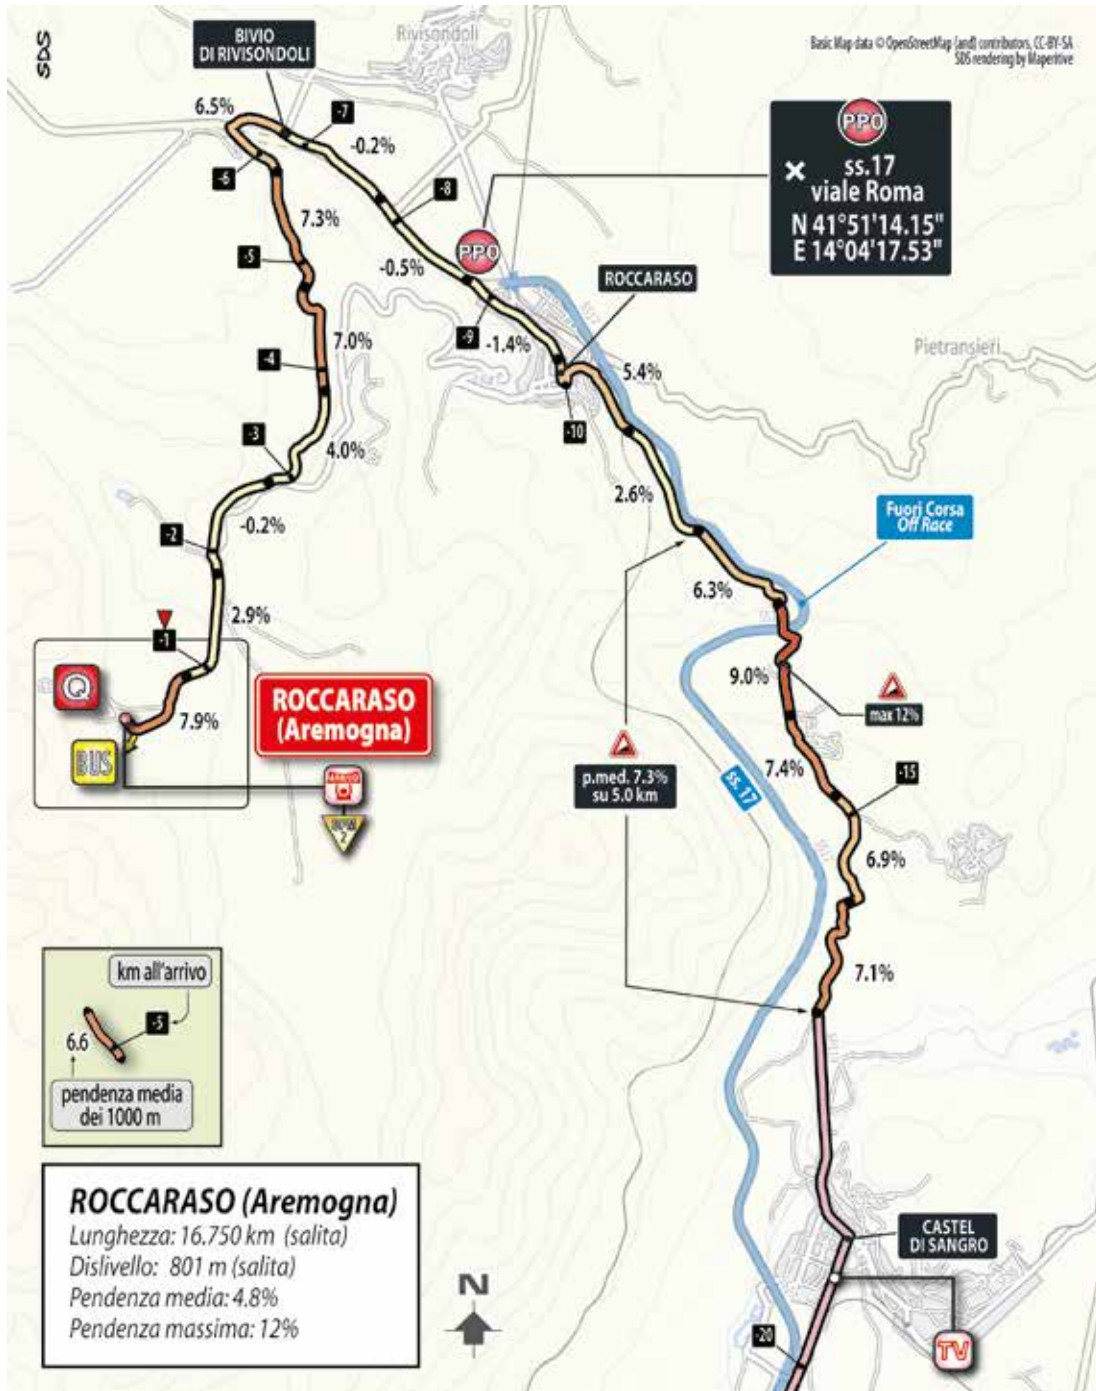 SDS
BIVIO
DI RIVISONDOLI
Rivisondoli
Basic Map data © OpenStreetMap (and) contributors, CC-BY-SA
SDS rendering by Maperitive
6.5%
-7
-0.2%
-6
-8
7.3%
PPO
ss.17
viale Roma
N 41°51'14.15"
E 14°04'17.53"
PPO
-5
-0.5%
ROCCARASO
-9
-1.4%
7.0%
-4
5.4%
Pietransieri
-10
-3
4.0%
2.6%
-0.2%
-2
Fuori Corsa
Off Race
6.3%
2.9%
-1
Q
9.0%
max 12%
ROCCARASO
(Aremogna)
7.9%
BUS
ARRIVO
2
p.med. 7.3%
su 5.0 km
ss.17
7.4%
-15
6.9%
7.1%
km all'arrivo
-5
6.6
pendenza media
dei 1000 m
ROCCARASO (Aremogna)
Lunghezza: 16.750 km (salita)
Dislivello: 801 m (salita)
Pendenza media: 4.8%
Pendenza massima: 12%
N
CASTEL
DI SANGRO
-20
TV